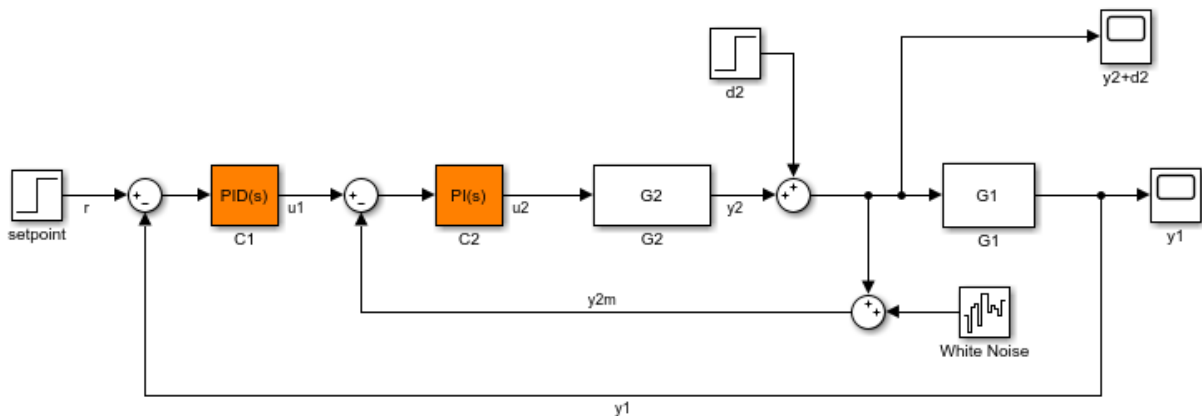 d2
y2+d2
r
setpoint
PID(s)
C1
u1
PI(s)
C2
u2
G2
G2
y2
G1
G1
y1
y2m
White Noise
y1